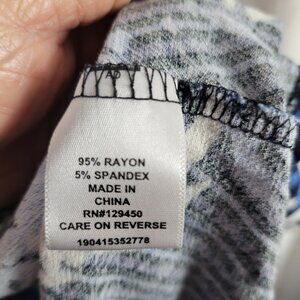 95% RAYON
5% SPANDEX
MADE IN
CHINA
RN#129450
CARE ON REVERSE
190415352778